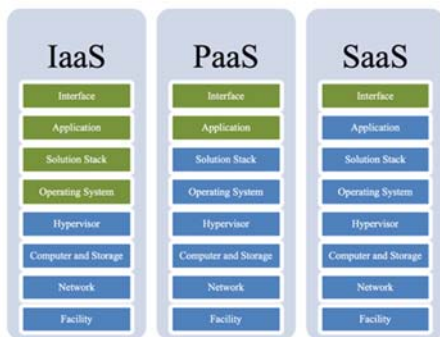 IaaS
Interface
Application
Solution Stack
Operating System
Hypervisor
Computer and Storage
Network
Facility
PaaS
Interface
Application
Solution Stack
Operating System
Hypervisor
Computer and Storage
Network
Facility
SaaS
Interface
Application
Solution Stack
Operating System
Hypervisor
Computer and Storage
Network
Facility